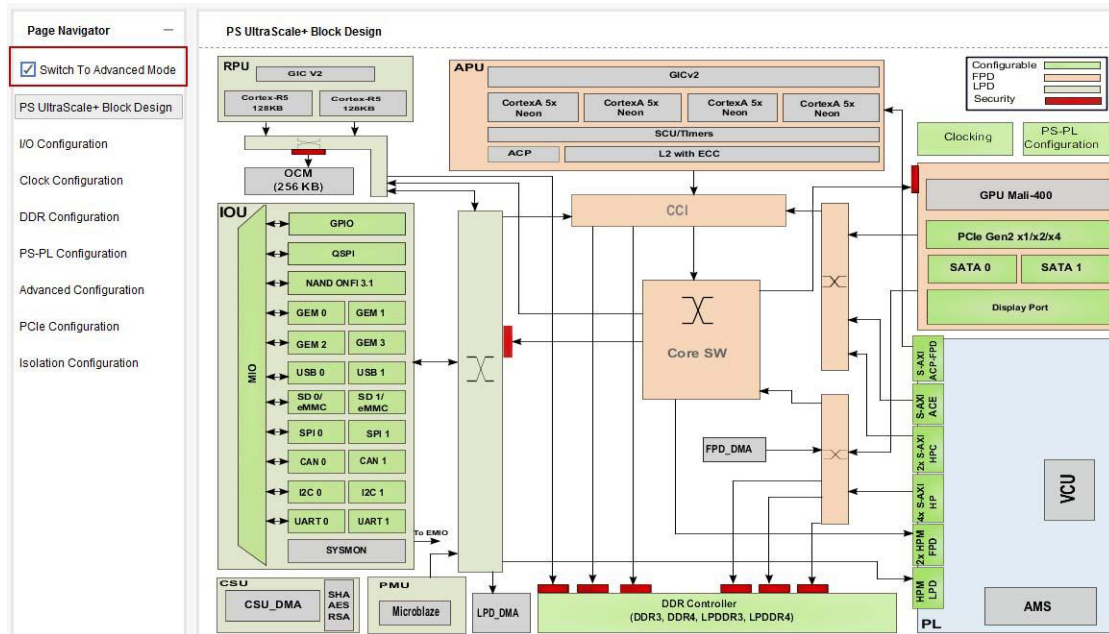 Page Navigator
Switch To Advanced Mode
PS UltraScale+ Block Design
I/O Configuration
Clock Configuration
DDR Configuration
PS-PL Configuration
Advanced Configuration
PCIe Configuration
Isolation Configuration
PS UltraScale+ Block Design
RPU
GIC V2
Cortex-R5
128KB
Cortex-R5
128KB
OCM
(256 KB)
APU
GICv2
CortexA 5x
Neon
CortexA 5x
Neon
CortexA 5x
Neon
CortexA 5x
Neon
SCU/TImers
ACP
L2 with ECC
Configurable
FPD
LPD
Security
Clocking
PS-PL
Configuration
GPU Mali-400
PCIe Gen2 x1/x2/x4
SATA 0
SATA 1
Display Port
IOU
MIO
GPIO
QSPI
NAND ONFI 3.1
GEM 0
GEM 1
GEM 2
GEM 3
USB 0
USB 1
SD 0/
eMMC
SD 1/
eMMC
SPI 0
SPI 1
CAN 0
CAN 1
I2C 0
I2C 1
UART 0
UART 1
SYSMON
To EMIO
CCI
Core SW
FPD_DMA
S-AXI
ACP-FPD
S-AXI
ACE
2x S-AXI
HPC
4x S-AXI
HP
2x HPM
FPD
HPM
LPD
VCU
AMS
PL
CSU
CSU_DMA
SHA
AES
RSA
PMU
Microblaze
LPD_DMA
DDR Controller
(DDR3, DDR4, LPDDR3, LPDDR4)